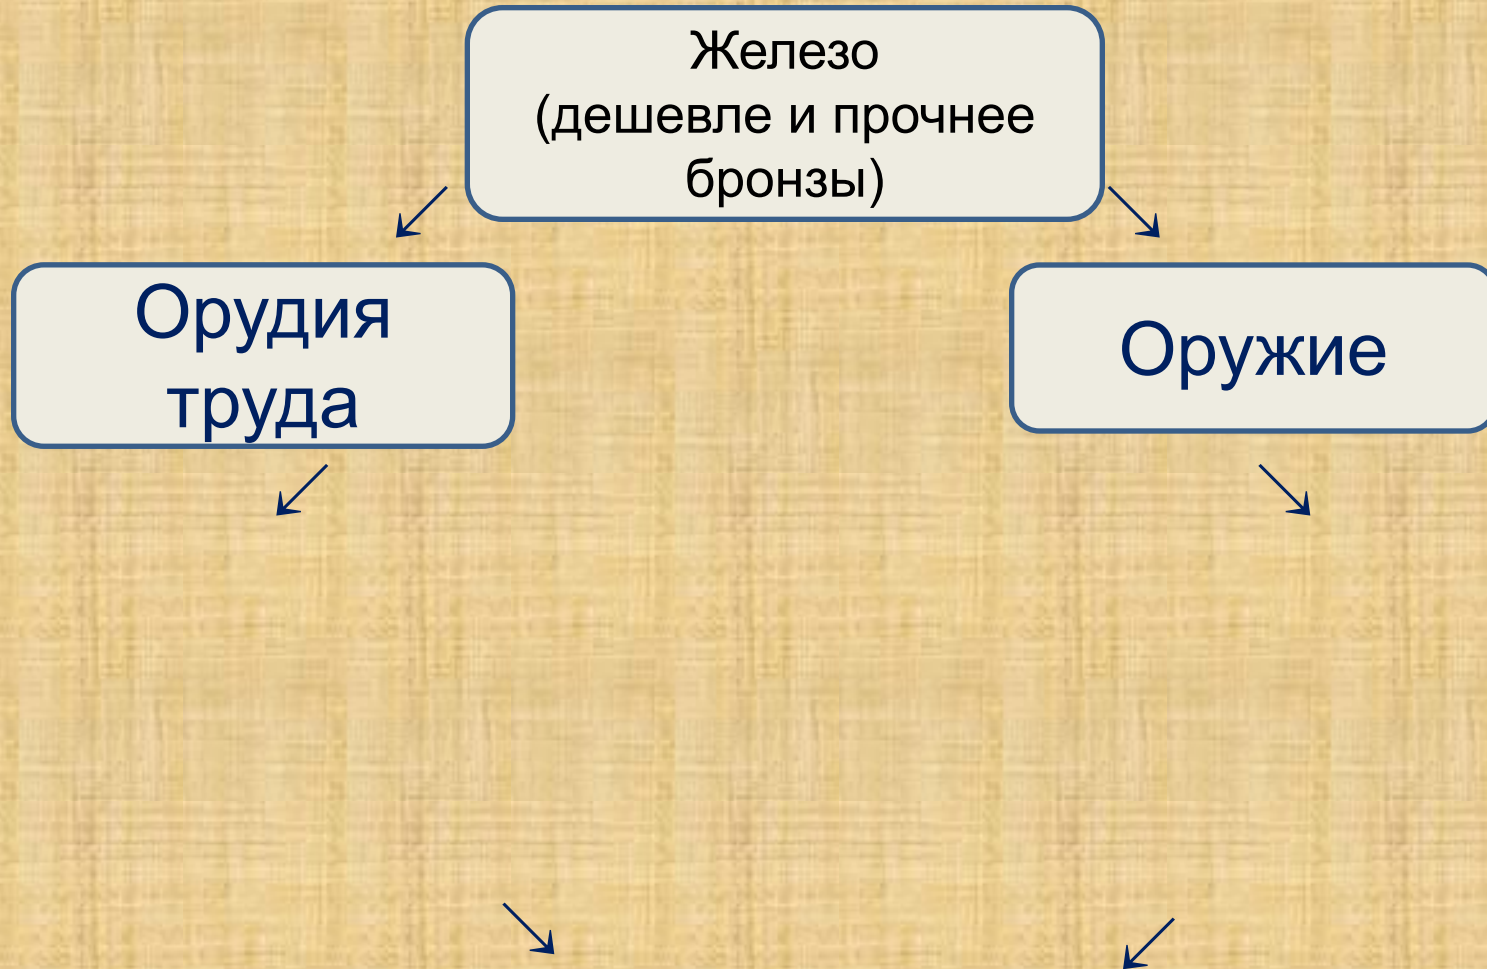 Железо
(дешевле и прочнее
бронзы)
Орудия
труда
Оружие